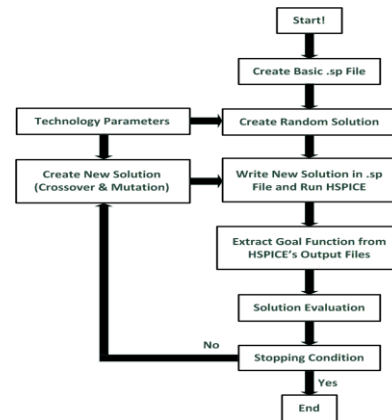 Start!
Create Basic .sp File
Technology Parameters
Create Random Solution
Create New Solution
(Crossover & Mutation)
Write New Solution in .sp
File and Run HSPICE
Extract Goal Function from
HSPICE's Output Files
Solution Evaluation
No
Stopping Condition
Yes
End